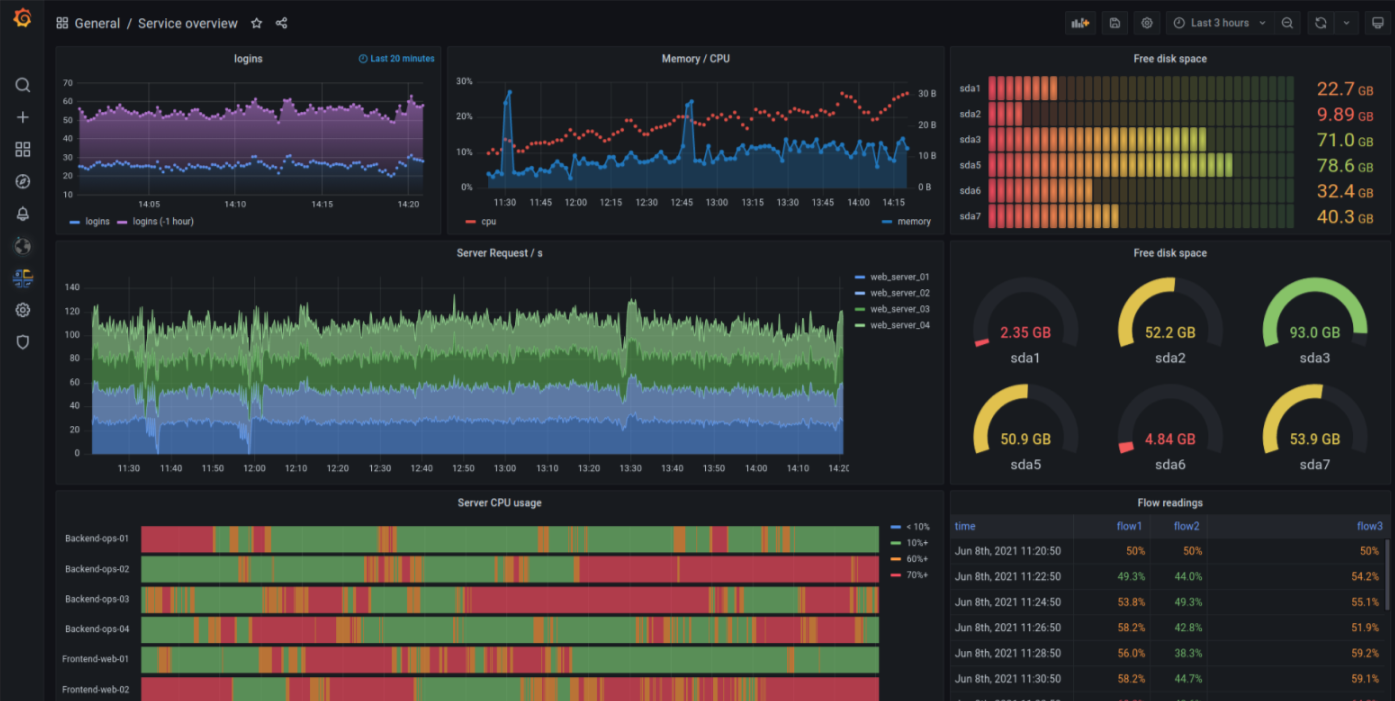 General / Service overview
Last 3 hours
logins
Last 20 minutes
70
60
50
40
30
20
10
14:05 14:10 14:15 14:20
logins logins (-1 hour)
Memory / CPU
30%
20%
10%
0%
30 B
20 B
10 B
0 B
11:30 11:45 12:00 12:15 12:30 12:45 13:00 13:15 13:30 13:45 14:00 14:15
cpu
memory
Free disk space
sda1 22.7 GB
sda2 9.89 GB
sda3 71.0 GB
sda5 78.6 GB
sda6 32.4 GB
sda7 40.3 GB
Server Request / s
140
120
100
80
60
40
20
0
11:30 11:40 11:50 12:00 12:10 12:20 12:30 12:40 12:50 13:00 13:10 13:20 13:30 13:40 13:50 14:00 14:10 14:20
web_server_01
web_server_02
web_server_03
web_server_04
Free disk space
2.35 GB 52.2 GB 93.0 GB
sda1 sda2 sda3
50.9 GB 4.84 GB 53.9 GB
sda5 sda6 sda7
Server CPU usage
Backend-ops-01
Backend-ops-02
Backend-ops-03
Backend-ops-04
Frontend-web-01
Frontend-web-02
< 10%
10%+
60%+
70%+
Flow readings
time flow1 flow2 flow3
Jun 8th, 2021 11:20:50 50% 50% 50%
Jun 8th, 2021 11:22:50 49.3% 44.0% 54.2%
Jun 8th, 2021 11:24:50 53.8% 49.3% 55.1%
Jun 8th, 2021 11:26:50 58.2% 42.8% 51.9%
Jun 8th, 2021 11:28:50 56.0% 38.3% 59.2%
Jun 8th, 2021 11:30:50 58.2% 44.7% 59.1%